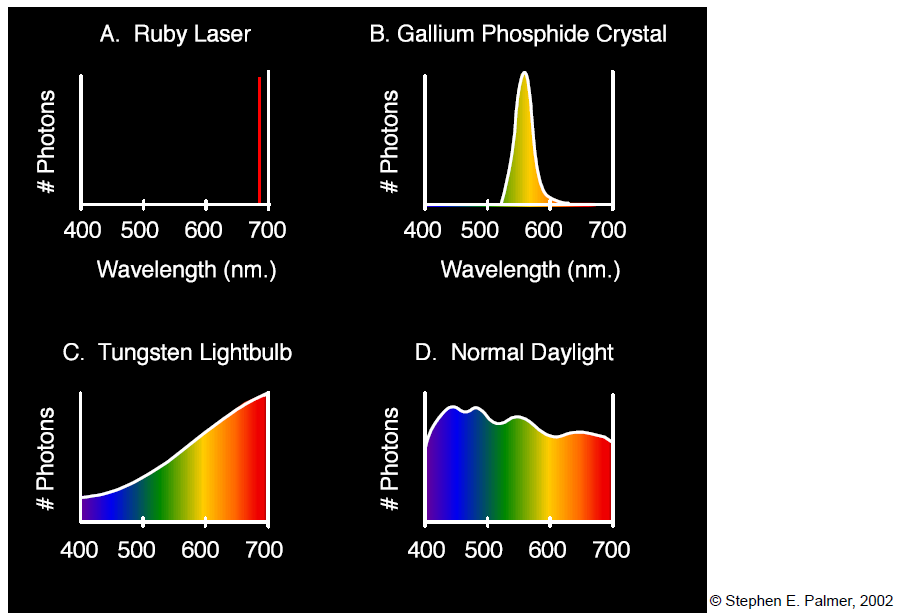 A. Ruby Laser
B. Gallium Phosphide Crystal
# Photons
# Photons
400 500 600 700
400 500 600 700
Wavelength (nm.)
Wavelength (nm.)
C. Tungsten Lightbulb
D. Normal Daylight
# Photons
# Photons
400 500 600 700
400 500 600 700
© Stephen E. Palmer, 2002